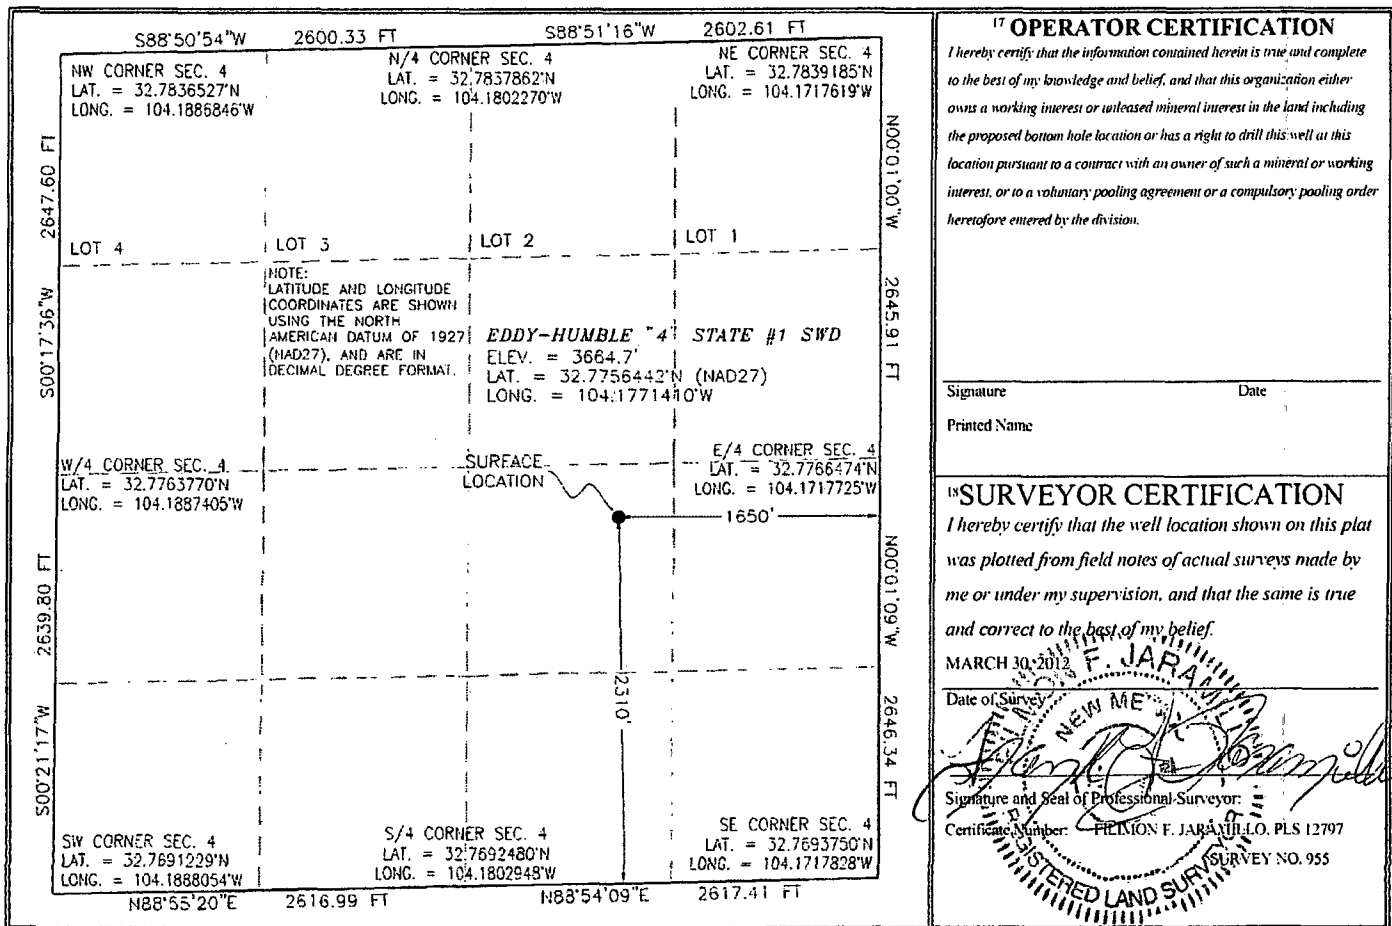 S88°50'54"W 2600.33 FT S88°51'16"W 2602.61 FT
NW CORNER SEC. 4
LAT. = 32.7836527°N
LONG. = 104.1886846°W
N/4 CORNER SEC. 4
LAT. = 32.7837862°N
LONG. = 104.1802270°W
NE CORNER SEC. 4
LAT. = 32.7839185°N
LONG. = 104.1717619°W
S00°17'36"W 2647.60 FT
N00°01'00"W 2645.91 FT
LOT 4
LOT 3
LOT 2
LOT 1
NOTE:
LATITUDE AND LONGITUDE
COORDINATES ARE SHOWN
USING THE NORTH
AMERICAN DATUM OF 1927
(NAD27), AND ARE IN
DECIMAL DEGREE FORMAT.
EDDY-HUMBLE "4" STATE #1 SWD
ELEV. = 3664.7'
LAT. = 32.7756442°N (NAD27)
LONG. = 104.1771410°W
W/4 CORNER SEC. 4
LAT. = 32.7763770°N
LONG. = 104.1887405°W
SURFACE
LOCATION
E/4 CORNER SEC. 4
LAT. = 32.7766474°N
LONG. = 104.1717725°W
1650'
2310'
S00°21'17"W 2639.80 FT
N00°01'09"W 2646.34 FT
SW CORNER SEC. 4
LAT. = 32.7691229°N
LONG. = 104.1888054°W
S/4 CORNER SEC. 4
LAT. = 32.7692480°N
LONG. = 104.1802948°W
SE CORNER SEC. 4
LAT. = 32.7693750°N
LONG. = 104.1717828°W
N88°55'20"E 2616.99 FT N88°54'09"E 2617.41 FT
17 OPERATOR CERTIFICATION
I hereby certify that the information contained herein is true and complete
to the best of my knowledge and belief, and that this organization either
owns a working interest or unleased mineral interest in the land including
the proposed bottom hole location or has a right to drill this well at this
location pursuant to a contract with an owner of such a mineral or working
interest, or to a voluntary pooling agreement or a compulsory pooling order
heretofore entered by the division.
Signature Date
Printed Name
18 SURVEYOR CERTIFICATION
I hereby certify that the well location shown on this plat
was plotted from field notes of actual surveys made by
me or under my supervision, and that the same is true
and correct to the best of my belief.
MARCH 30, 2012
Date of Survey
F. JARAMILL
NEW ME
REGISTERED LAND SURVEYOR
Signature and Seal of Professional Surveyor:
Certificate Number: FILIMON F. JARAMILLO, PLS 12797
SURVEY NO. 955